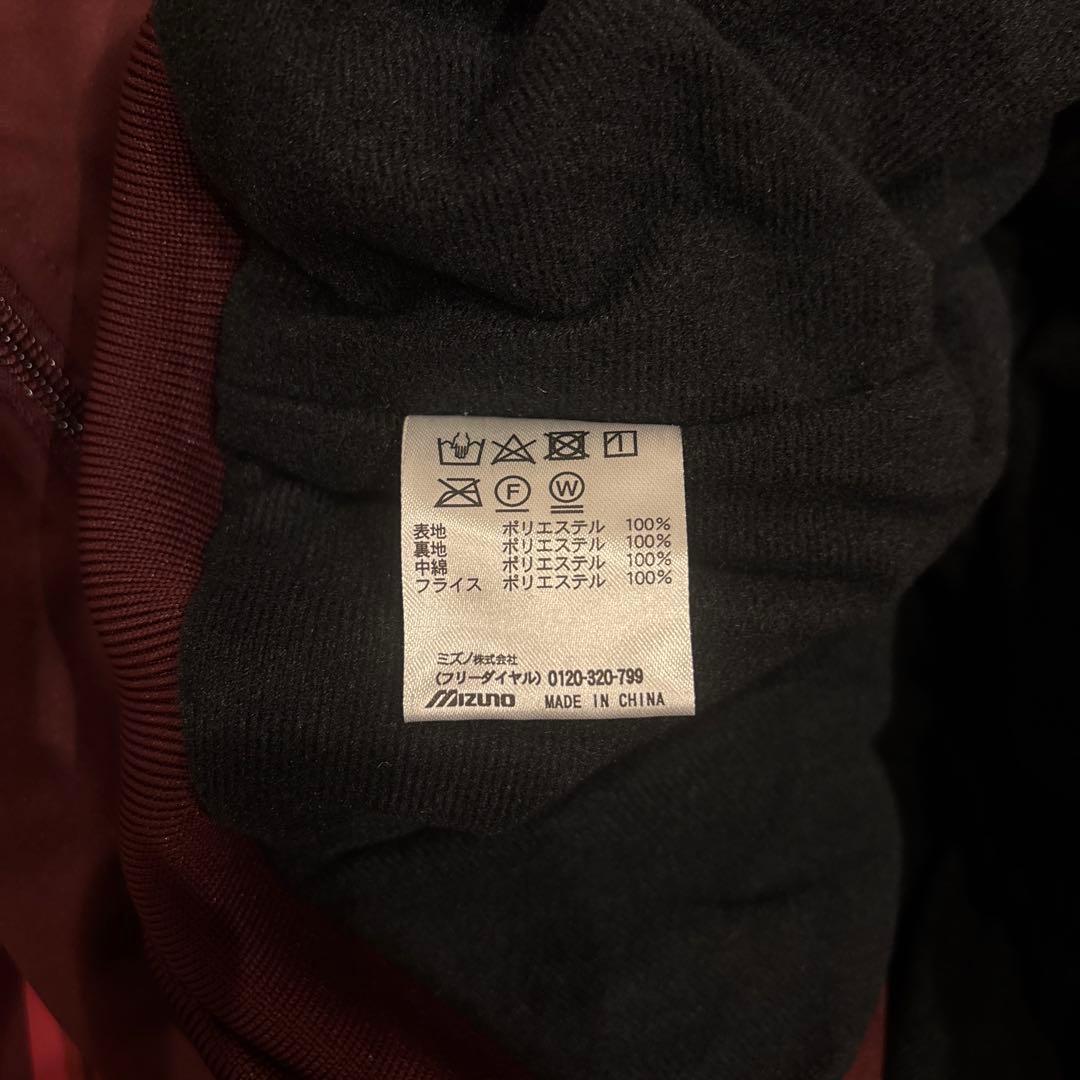 F W
表地 ポリエステル 100%
裏地 ポリエステル 100%
中綿 ポリエステル 100%
フライス ポリエステル 100%
ミズノ株式会社
(フリーダイヤル) 0120-320-799
MIZUNO MADE IN CHINA